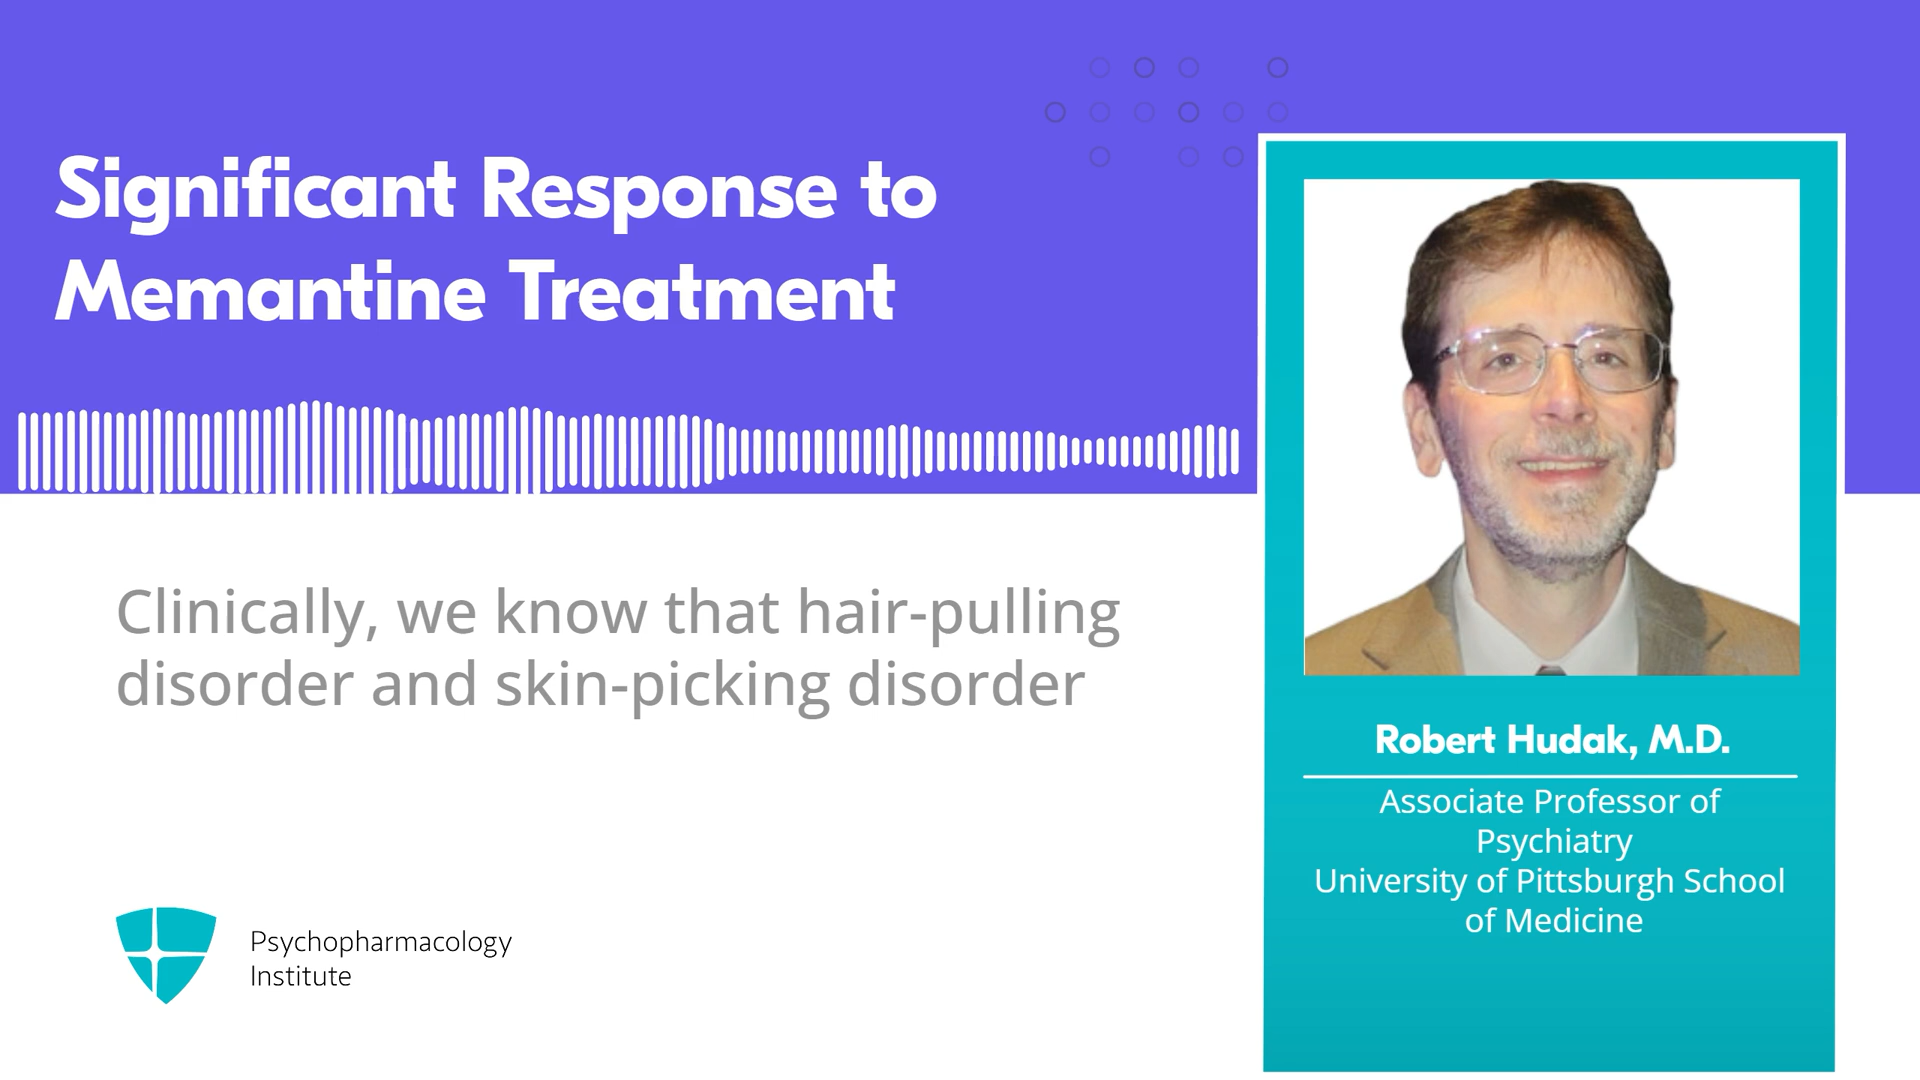 Significant Response to
Memantine Treatment
Clinically, we know that hair-pulling
disorder and skin-picking disorder
Psychopharmacology
Institute
Robert Hudak, M.D.
Associate Professor of
Psychiatry
University of Pittsburgh School
of Medicine